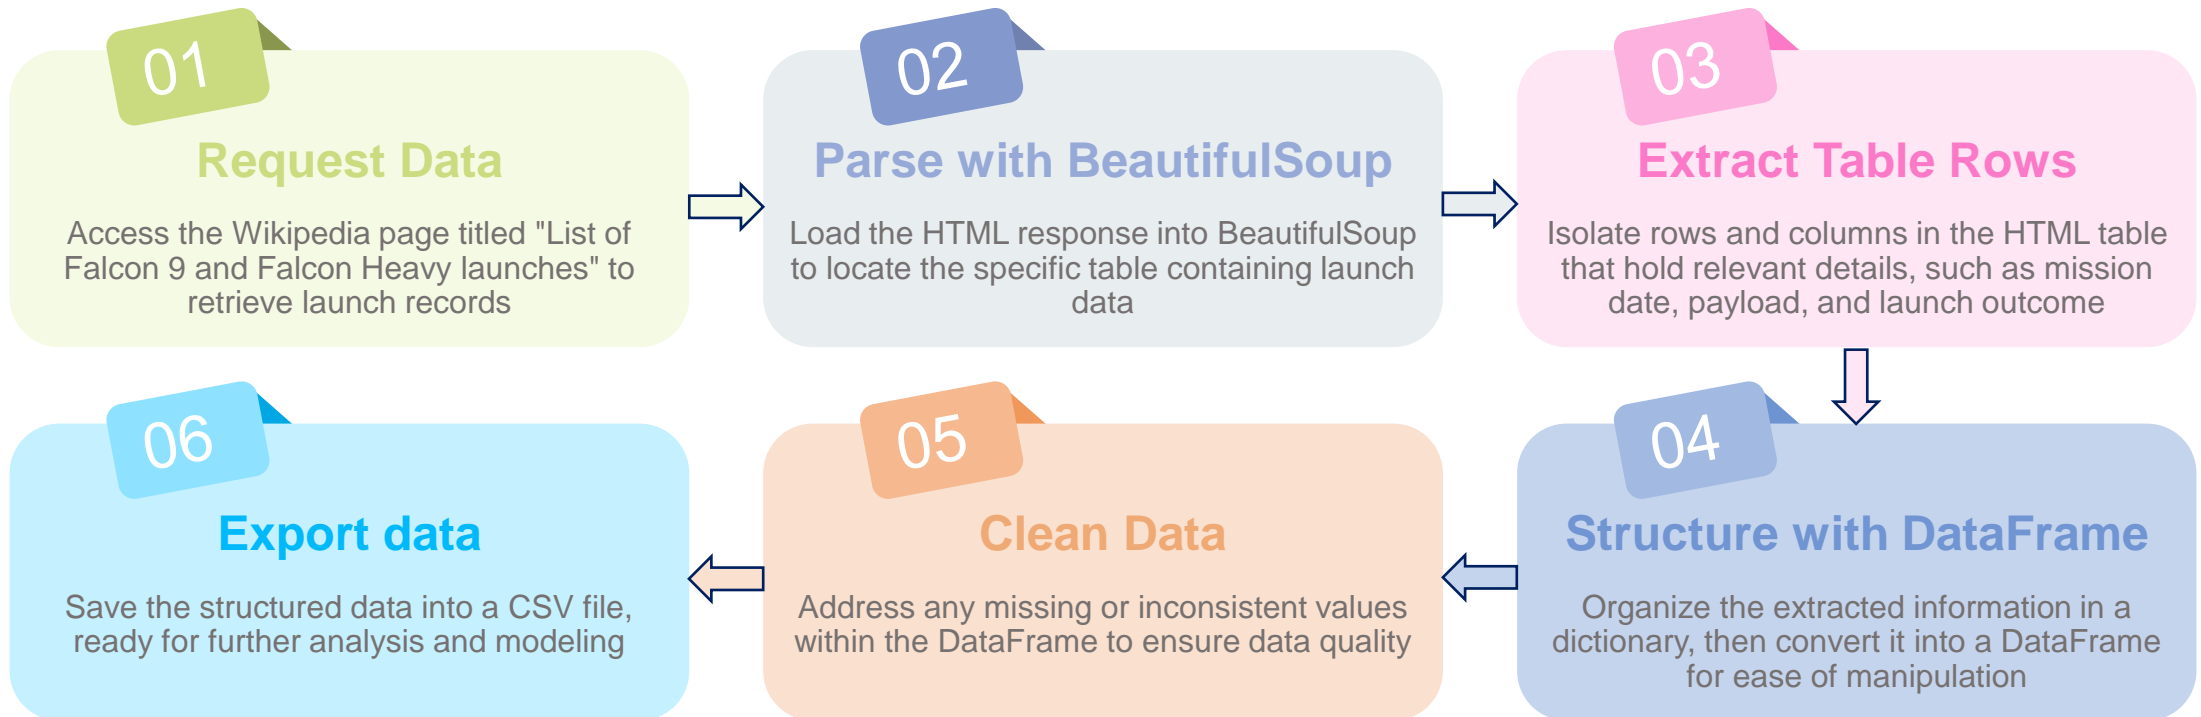 01
Request Data
Access the Wikipedia page titled "List of
Falcon 9 and Falcon Heavy launches" to
retrieve launch records
02
Parse with BeautifulSoup
Load the HTML response into BeautifulSoup
to locate the specific table containing launch
data
03
Extract Table Rows
Isolate rows and columns in the HTML table
that hold relevant details, such as mission
date, payload, and launch outcome
04
Structure with DataFrame
Organize the extracted information in a
dictionary, then convert it into a DataFrame
for ease of manipulation
05
Clean Data
Address any missing or inconsistent values
within the DataFrame to ensure data quality
06
Export data
Save the structured data into a CSV file,
ready for further analysis and modeling